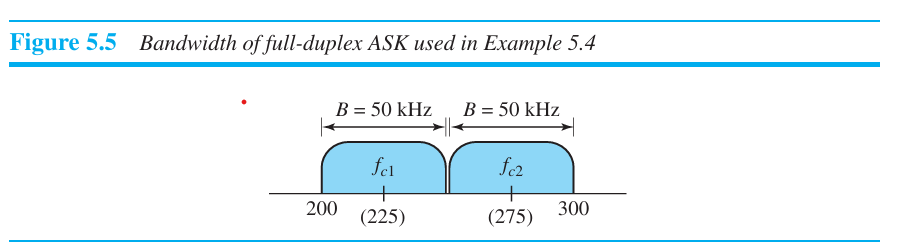 Figure 5.5 Bandwidth of full-duplex ASK used in Example 5.4
B = 50 kHz B = 50 kHz
fc1 fc2
200 (225) (275) 300